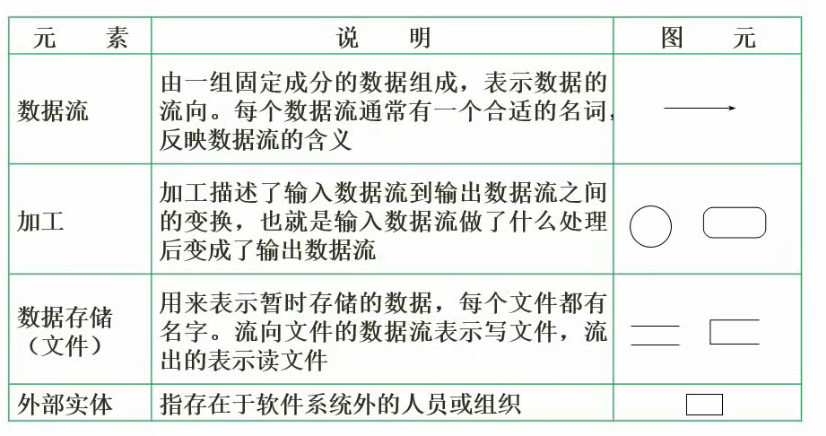 元 素 说 明 图 元
数据流
由一组固定成分的数据组成，表示数据的
流向。每个数据流通常有一个合适的名词，
反映数据流的含义
加工
加工描述了输入数据流到输出数据流之间
的变换，也就是输入数据流做了什么处理
后变成了输出数据流
数据存储
（文件）
用来表示暂时存储的数据，每个文件都有
名字。流向文件的数据流表示写文件，流
出的表示读文件
外部实体
指存在于软件系统外的人员或组织